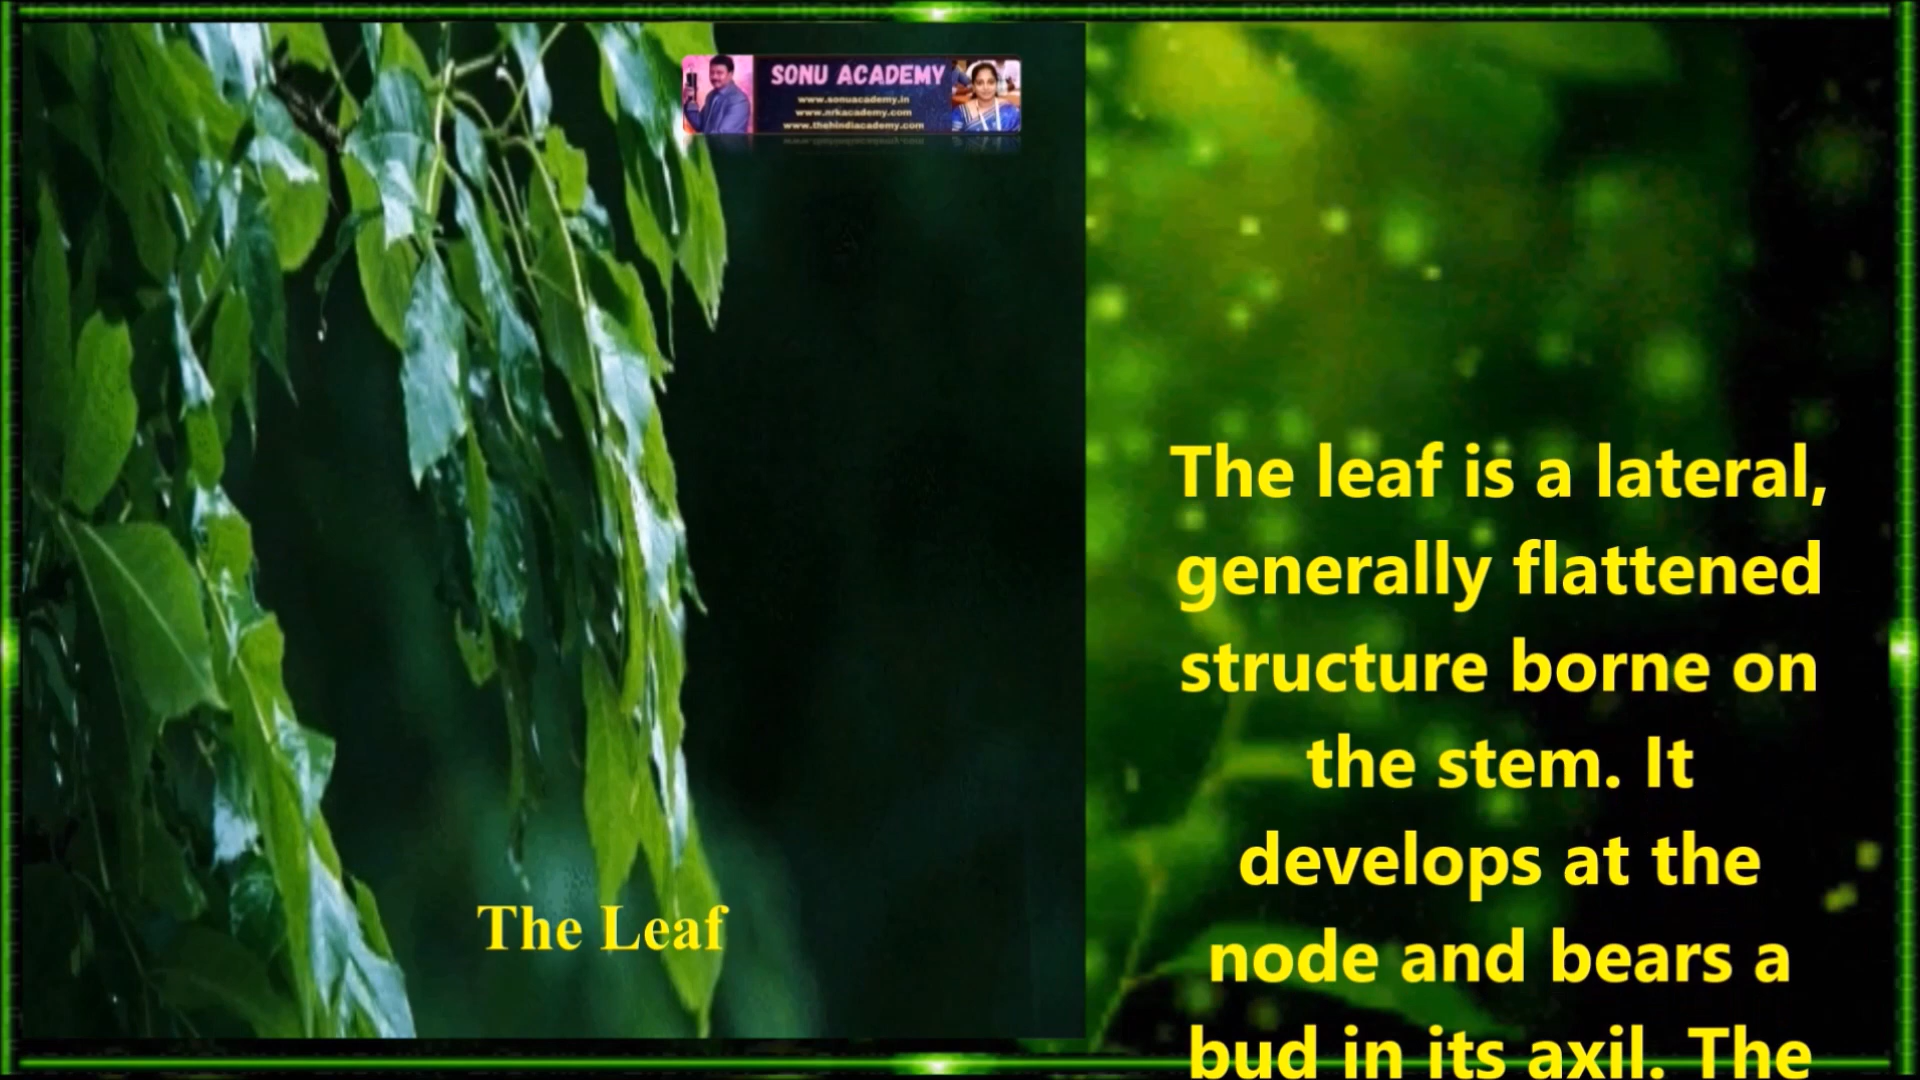 SONU ACADEMY
www.sonuacademy.in
www.nrkacademy.com
www.thehindiacademy.com
The Leaf
The leaf is a lateral,
generally flattened
structure borne on
the stem. It
develops at the
node and bears a
bud in its axil. The